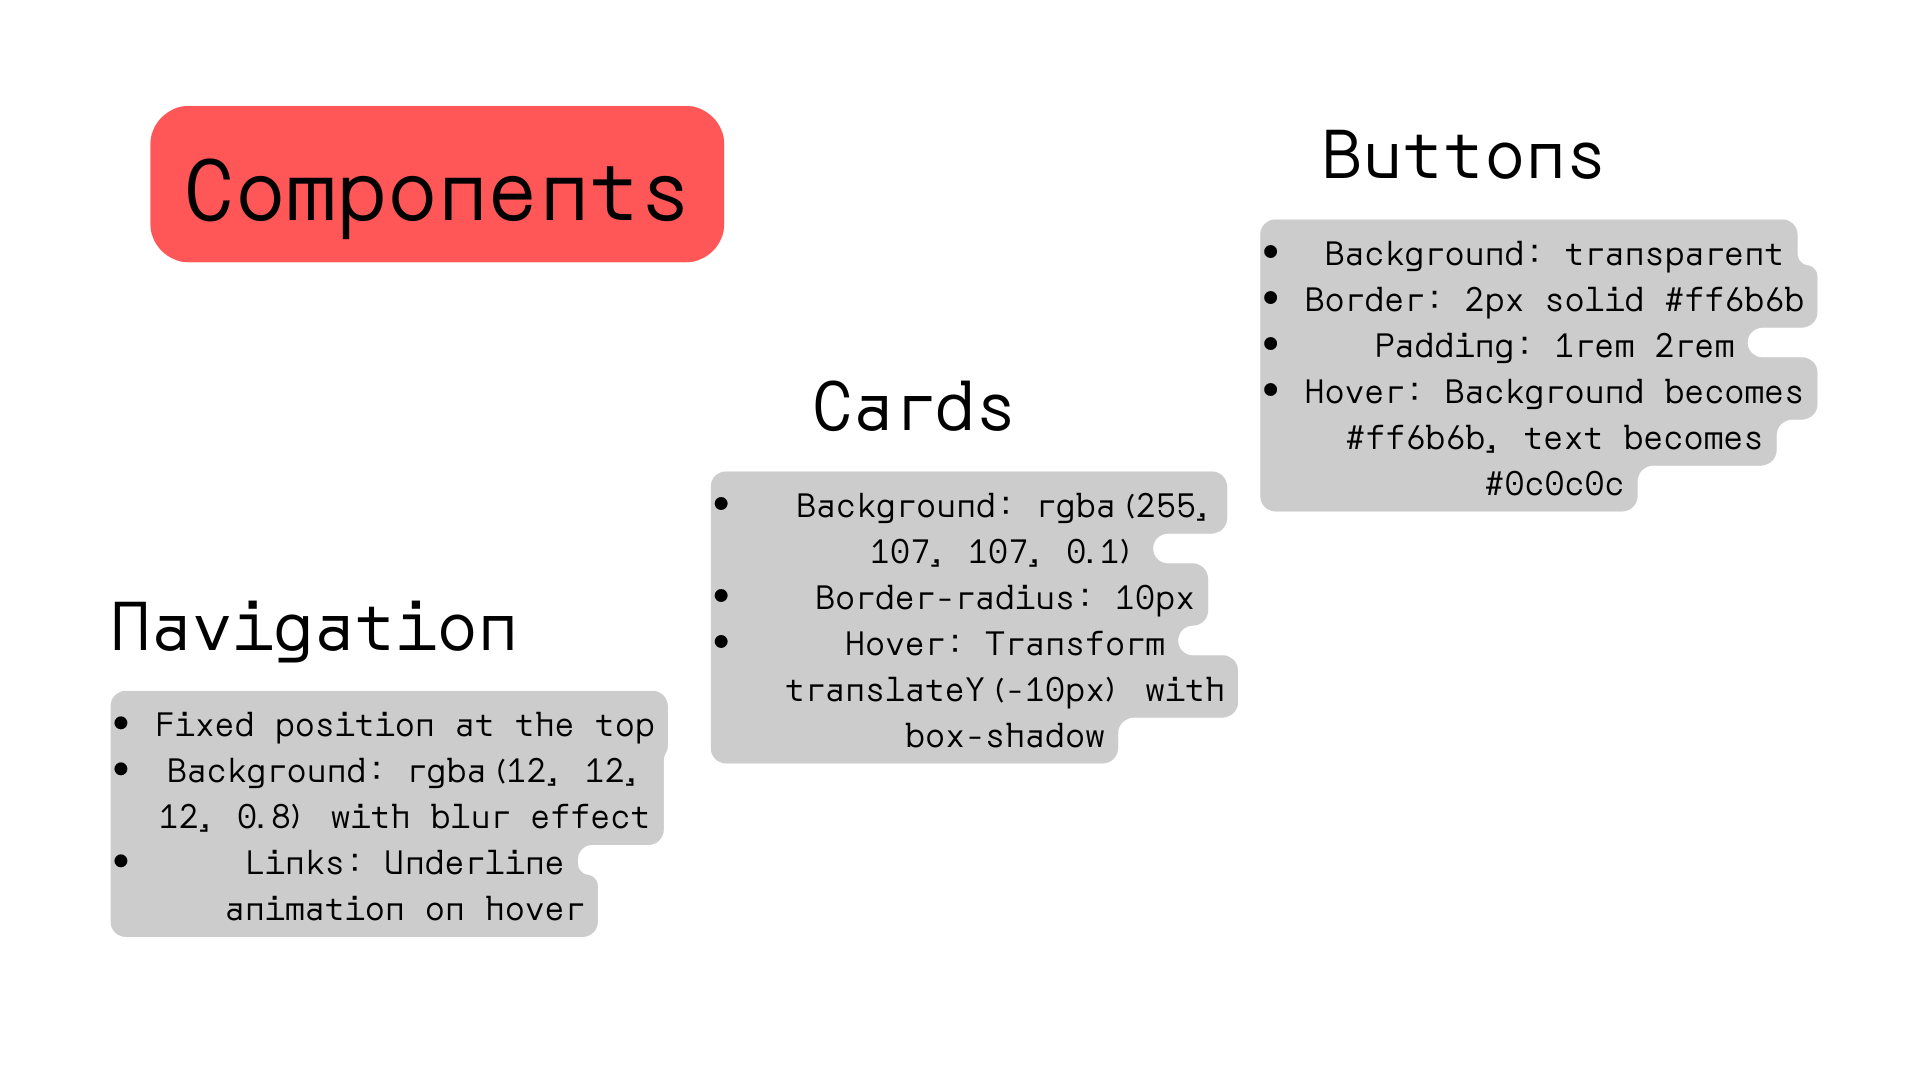 Components
Buttons
• Background: transparent
• Border: 2px solid #ff6b6b
• Padding: 1rem 2rem
• Hover: Background becomes
#ff6b6b, text becomes
#0c0c0c
Cards
• Background: rgba(255,
107, 107, 0.1)
• Border-radius: 10px
• Hover: Transform
translateY(-10px) with
box-shadow
Navigation
• Fixed position at the top
• Background: rgba(12, 12,
12, 0.8) with blur effect
• Links: Underline
animation on hover